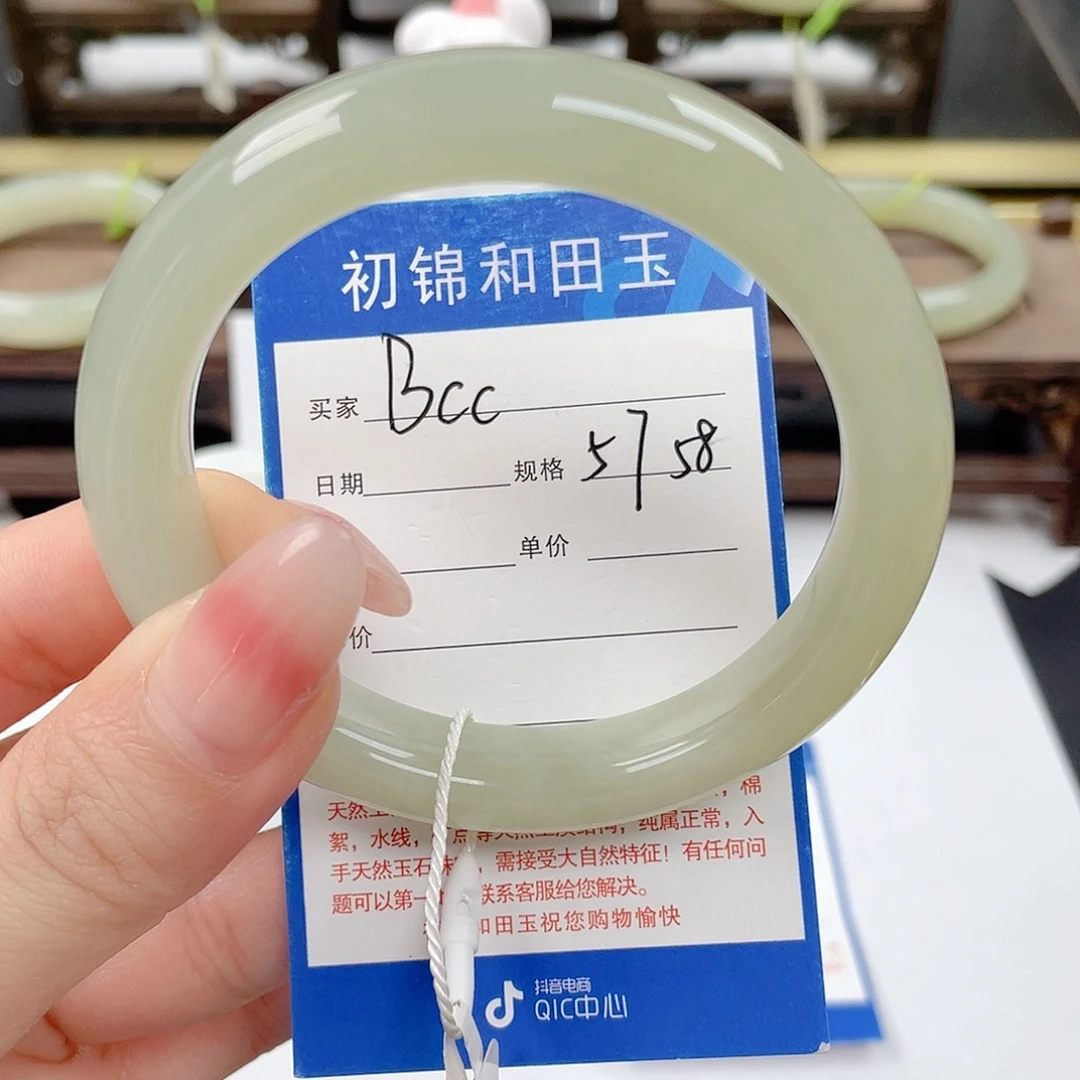 初锦和田玉
买家 Bcc
日期 规格 57 58
单价
价
棉
天然
絮，水线，点等天然玉质结构，纯属正常，入
手天然玉石 需接受大自然特征！有任何问
题可以第一 联系客服给您解决。
和田玉祝您购物愉快
抖音电商
QIC中心